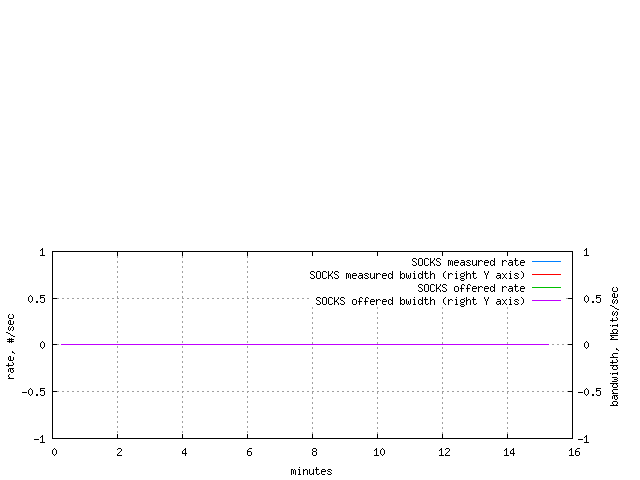 1 1
SOCKS measured rate
SOCKS measured bwidth (right Y axis)
SOCKS offered rate
0.5 SOCKS offered bwidth (right Y axis) 0.5
rate, #/sec
0 0
bandwidth, Mbits/sec
-0.5 -0.5
-1 -1
0 2 4 6 8 10 12 14 16
minutes